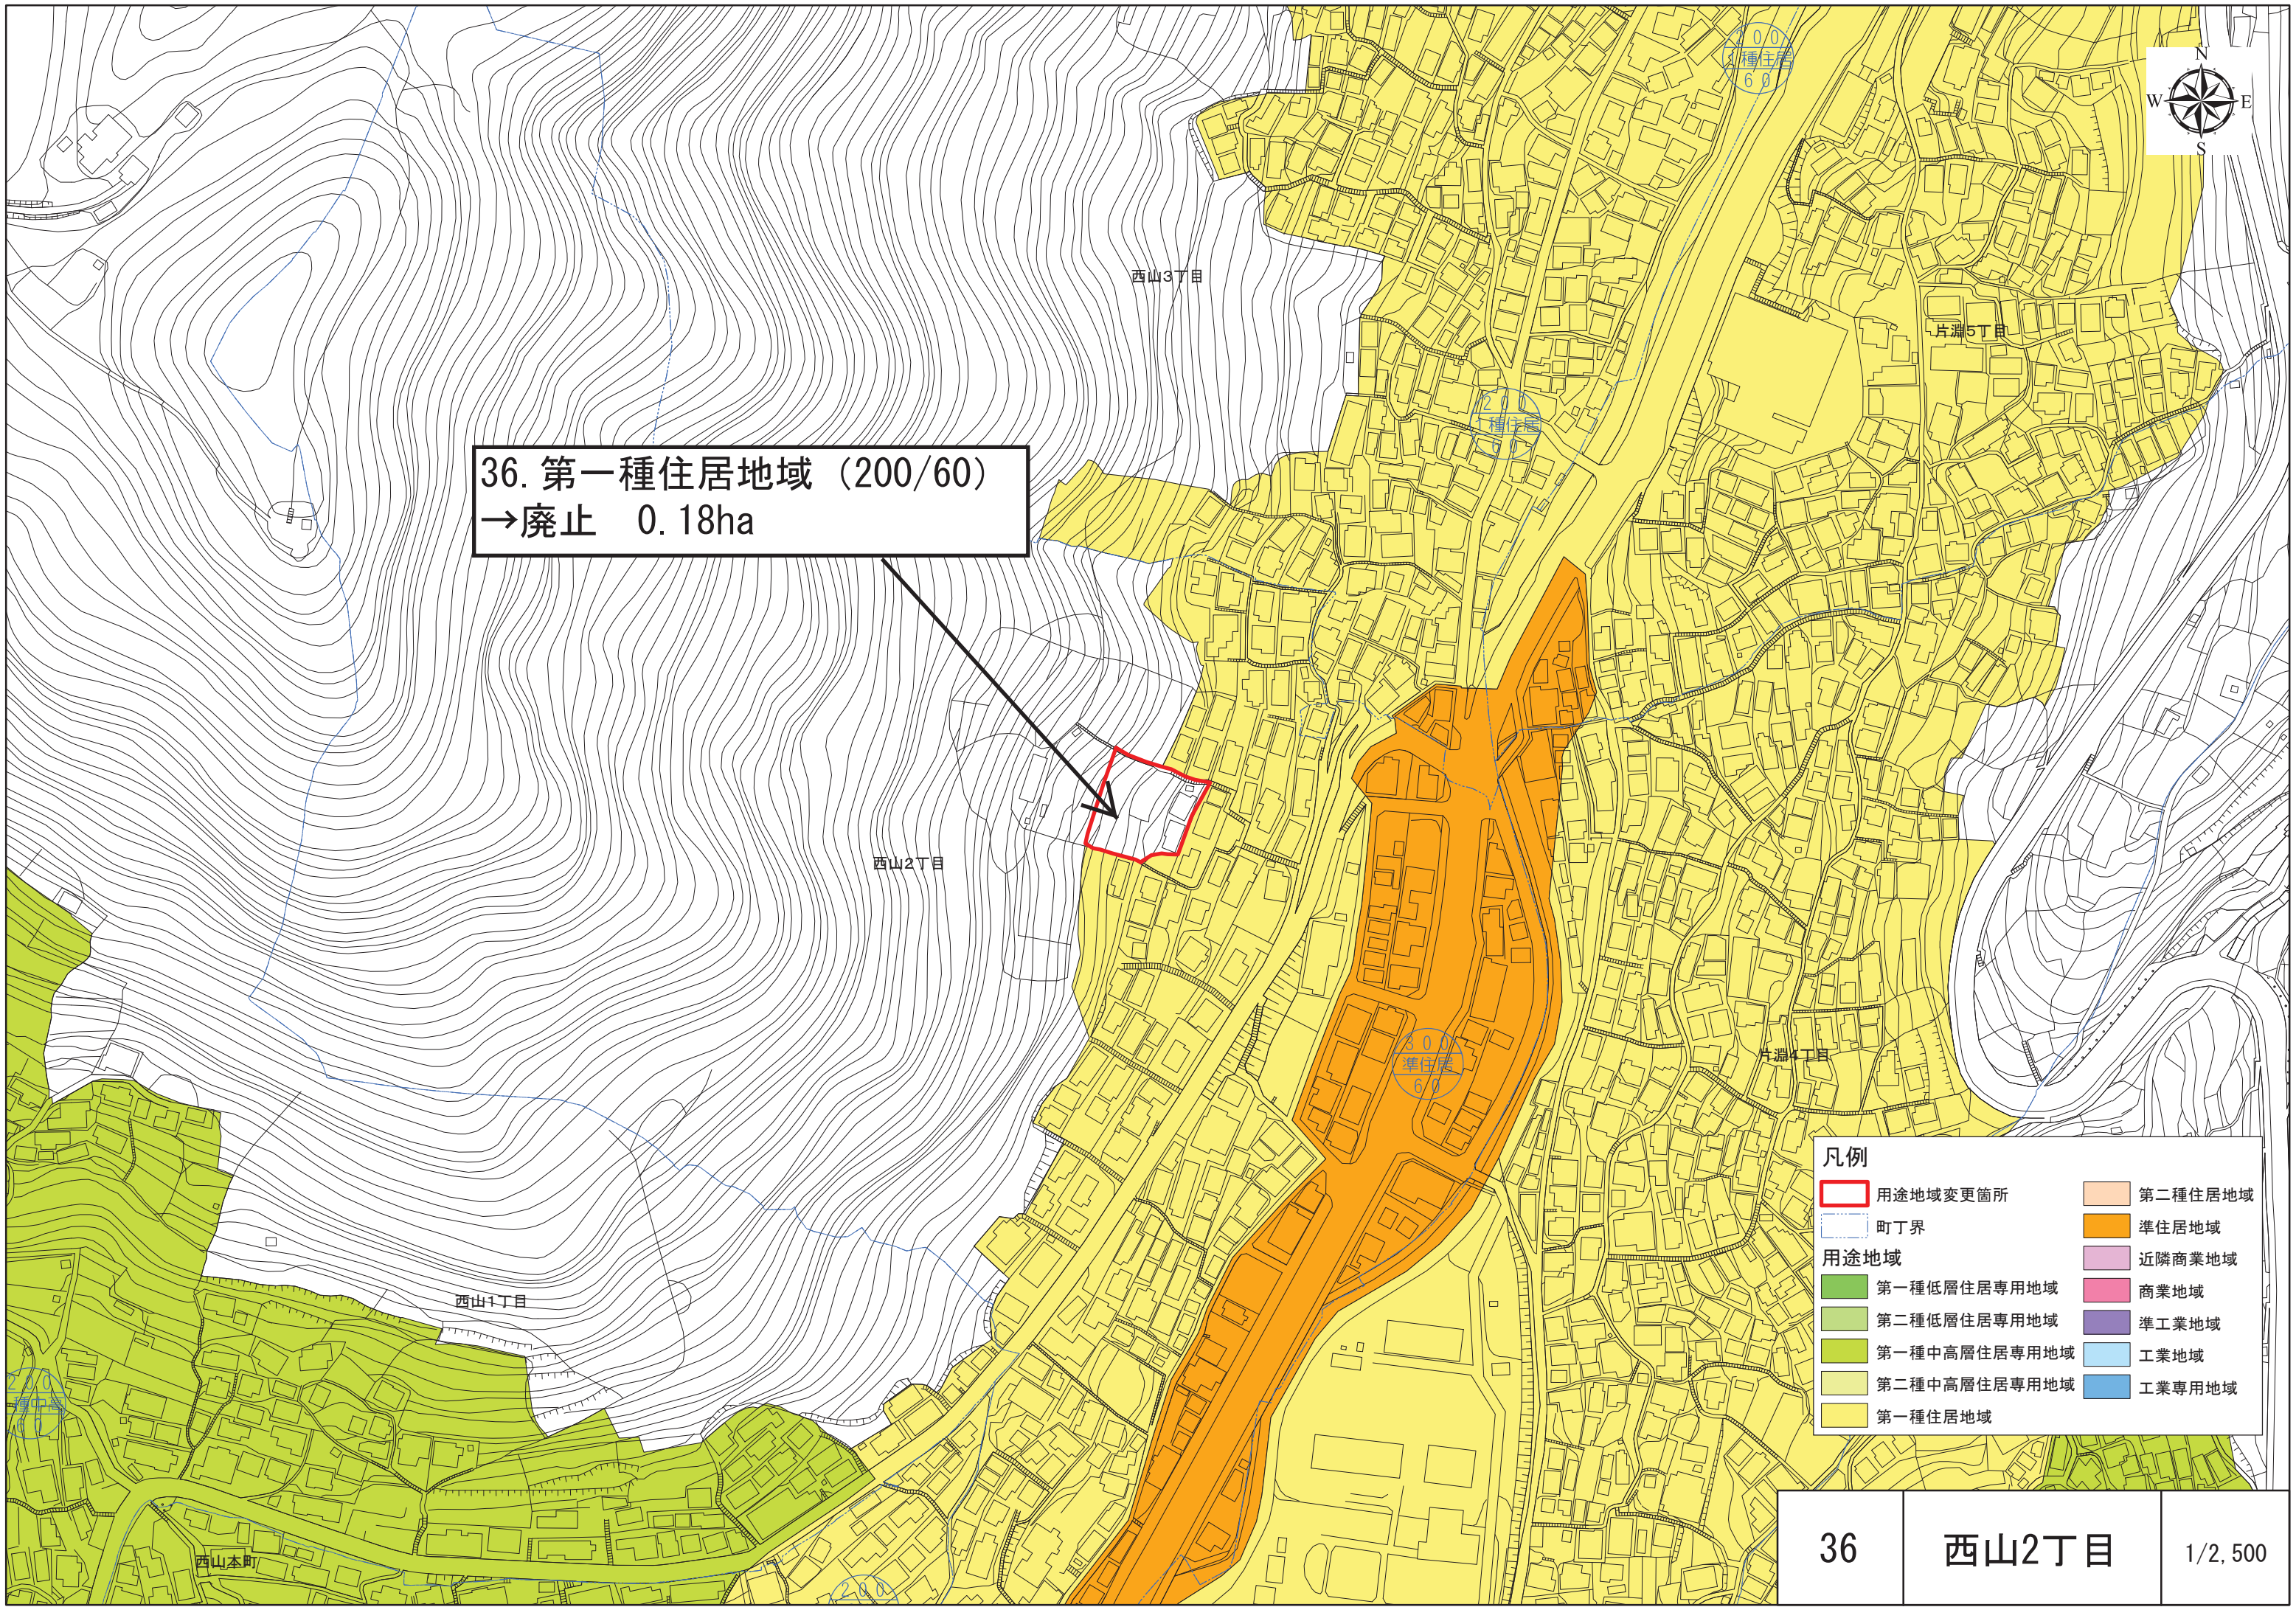 200
1種住居
60
N
W
E
S
西山3丁目
片淵5丁目
200
1種住居
60
36. 第一種住居地域 (200/60)
→廃止 0.18ha
西山2丁目
300
準住居
60
片淵4丁目
西山1丁目
200
60
西山本町
200
凡例
用途地域変更箇所
町丁界
用途地域
第一種低層住居専用地域
第二種低層住居専用地域
第一種中高層住居専用地域
第二種中高層住居専用地域
第一種住居地域
第二種住居地域
準住居地域
近隣商業地域
商業地域
準工業地域
工業地域
工業専用地域
36
西山2丁目
1/2,500